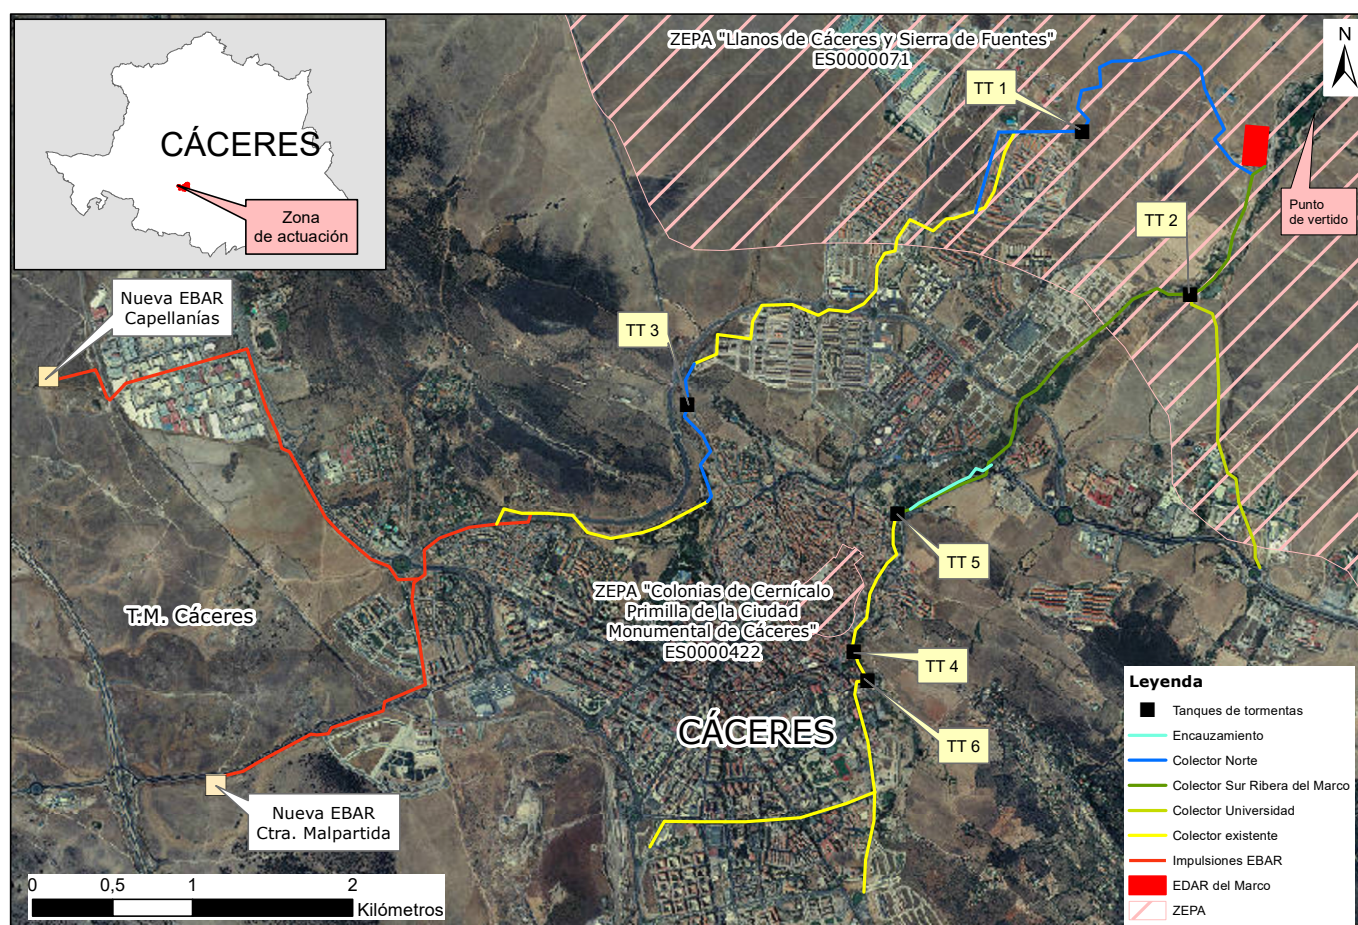 ZEPA "Llanos de Cáceres y Sierra de Fuentes"
ES0000071
N
CÁCERES
Zona
de actuación
TT 1
TT 2
Punto
de vertido
Nueva EBAR
Capellanías
TT 3
TT 5
T.M. Cáceres
ZEPA "Colonias de Cernícalo
Primilla de la Ciudad
Monumental de Cáceres"
ES0000422
TT 4
TT 6
CÁCERES
Nueva EBAR
Ctra. Malpartida
0 0,5 1 2
Kilómetros
Leyenda
Tanques de tormentas
Encauzamiento
Colector Norte
Colector Sur Ribera del Marco
Colector Universidad
Colector existente
Impulsiones EBAR
EDAR del Marco
ZEPA